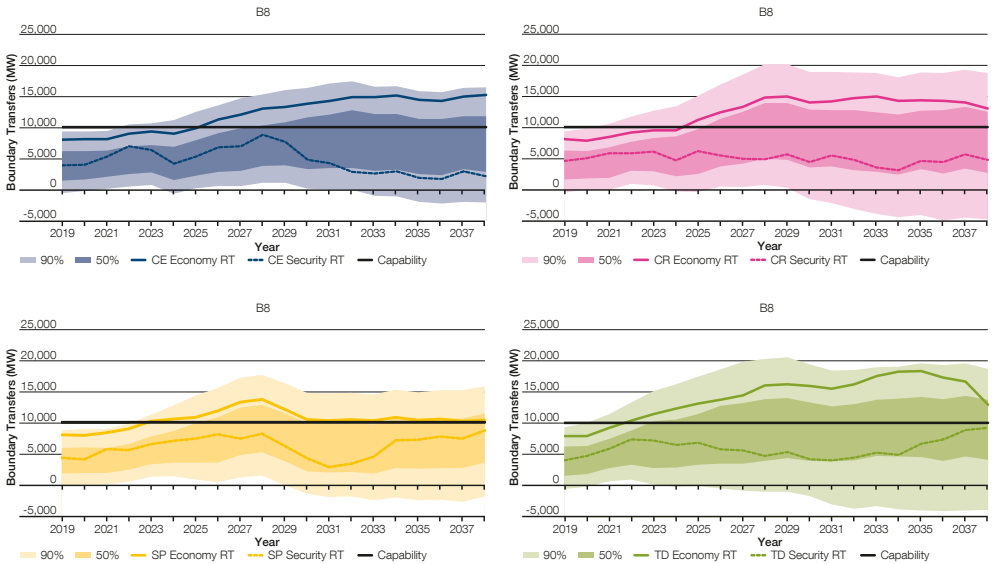 B8
25,000
20,000
15,000
10,000
5,000
0
-5,000
Boundary Transfers (MW)
2019 2021 2023 2025 2027 2029 2031 2033 2035 2037
Year
90% 50% CE Economy RT CE Security RT Capability
B8
25,000
20,000
15,000
10,000
5,000
0
-5,000
Boundary Transfers (MW)
2019 2021 2023 2025 2027 2029 2031 2033 2035 2037
Year
90% 50% CR Economy RT CR Security RT Capability
B8
25,000
20,000
15,000
10,000
5,000
0
-5,000
Boundary Transfers (MW)
2019 2021 2023 2025 2027 2029 2031 2033 2035 2037
Year
90% 50% SP Economy RT SP Security RT Capability
B8
25,000
20,000
15,000
10,000
5,000
0
-5,000
Boundary Transfers (MW)
2019 2021 2023 2025 2027 2029 2031 2033 2035 2037
Year
90% 50% TD Economy RT TD Security RT Capability